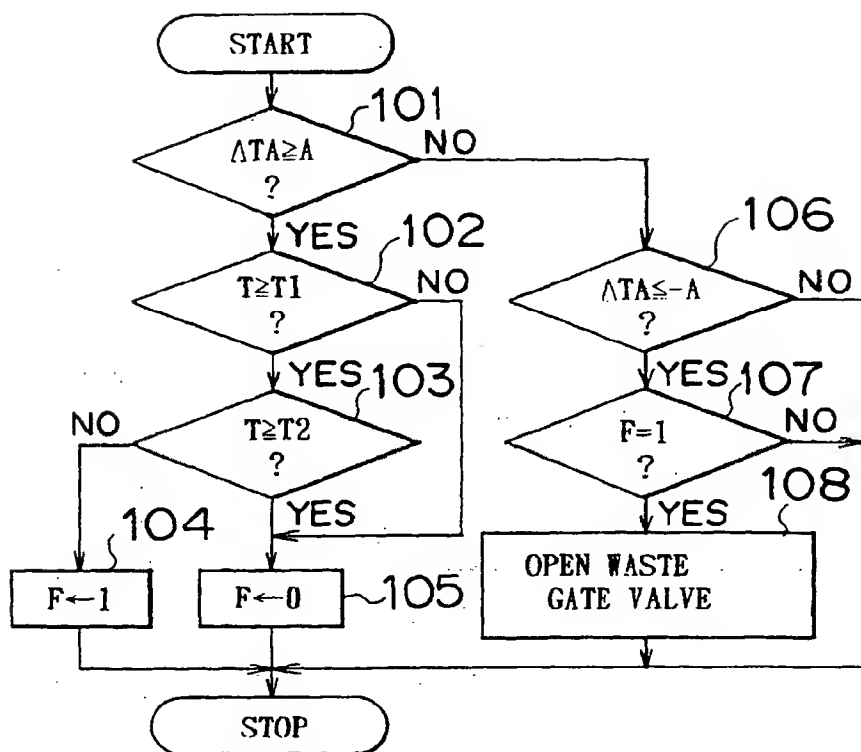 START
101
ΔTA≧A
?
NO
YES
102
T≧T1
?
NO
YES
103
T≧T2
?
NO
YES
104
F←1
F←0
105
106
ΔTA≦-A
?
NO
YES
107
F=1
?
NO
YES
108
OPEN WASTE
GATE VALVE
STOP